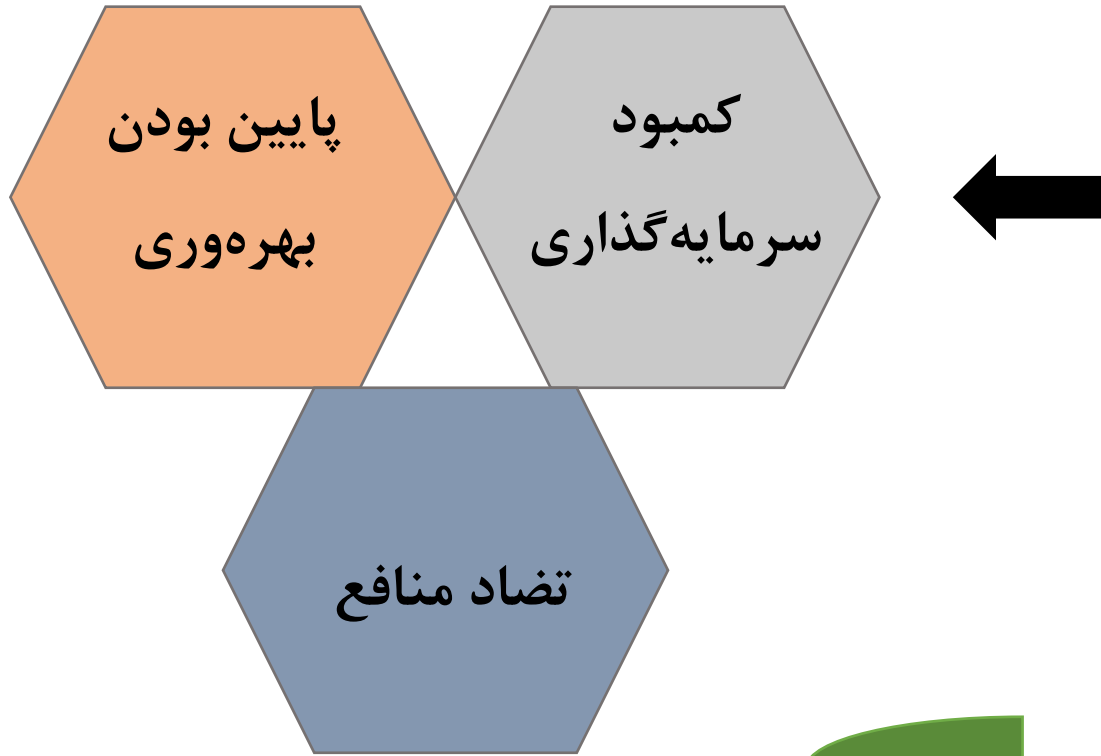 کمبود
سرمایه‌گذاری
پایین بودن
بهره‌وری
تضاد منافع